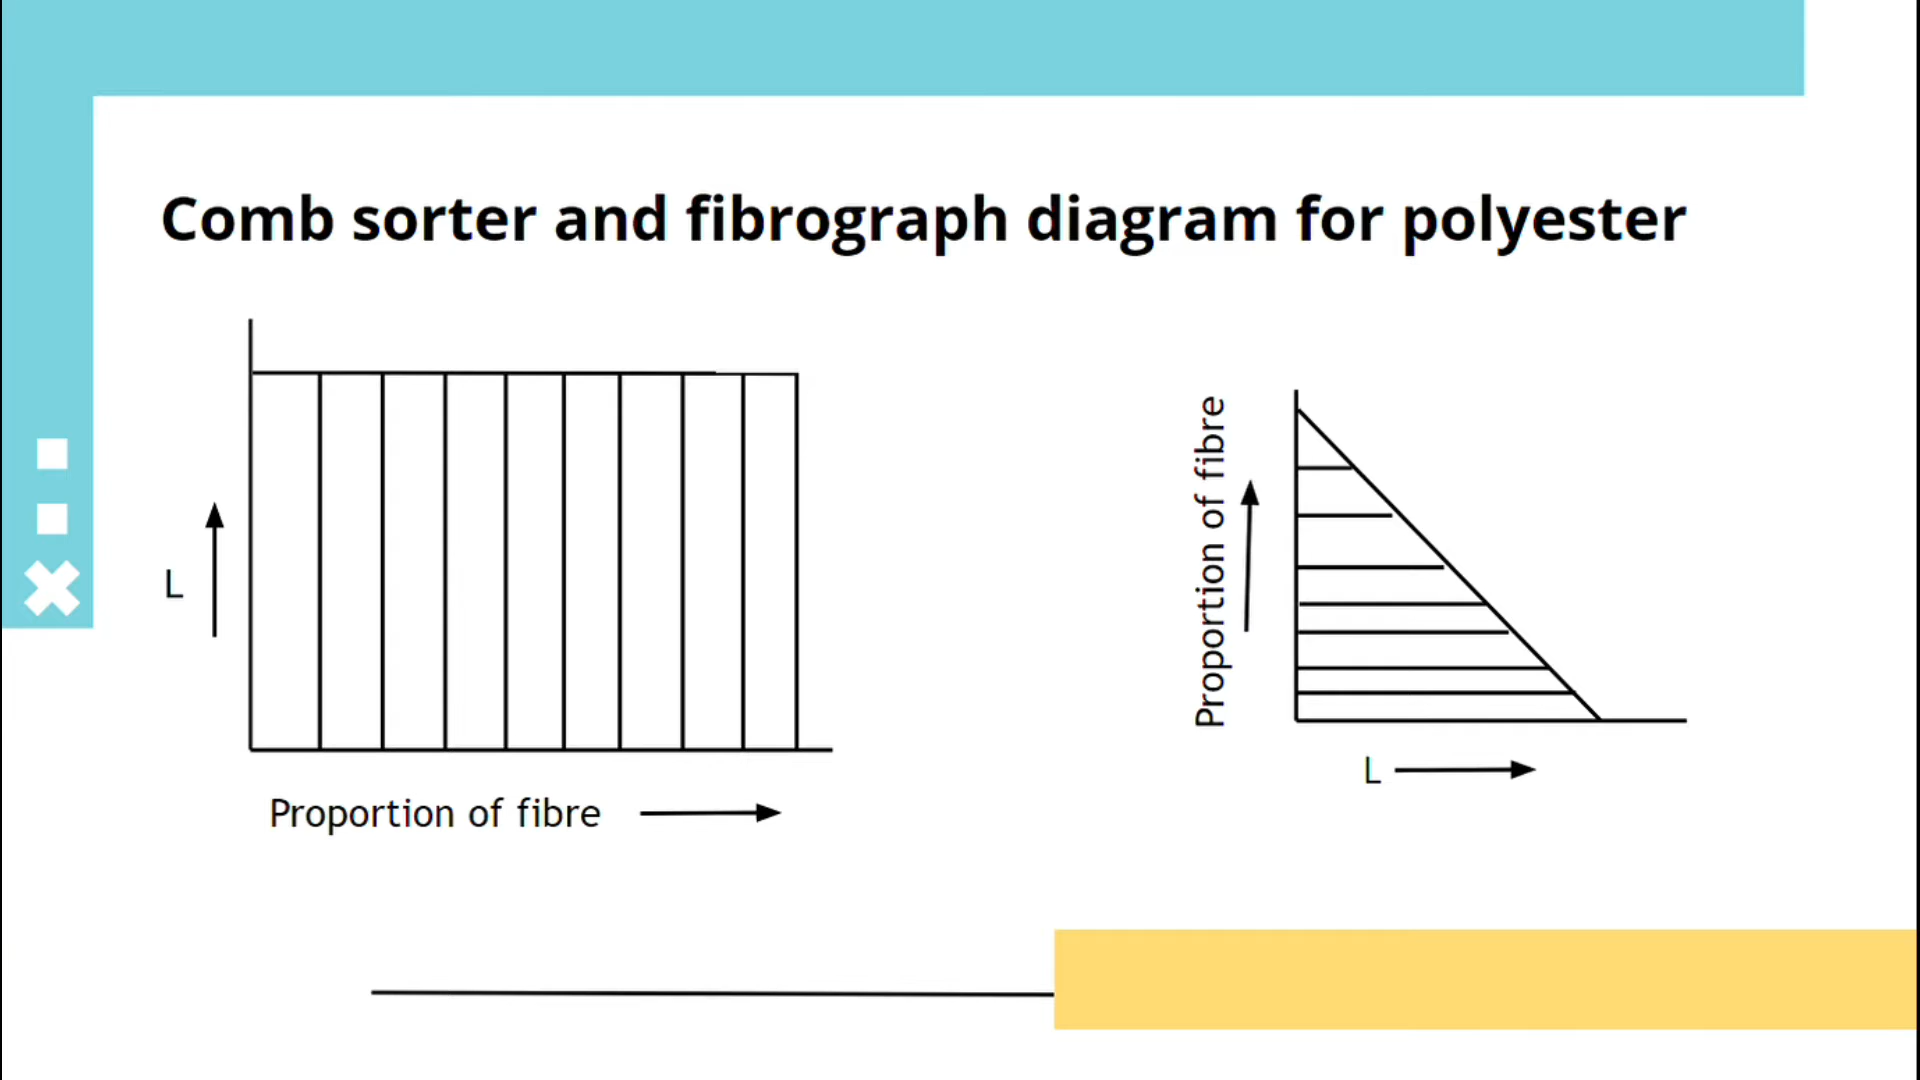 Comb sorter and fibrograph diagram for polyester
L
Proportion of fibre
Proportion of fibre
L